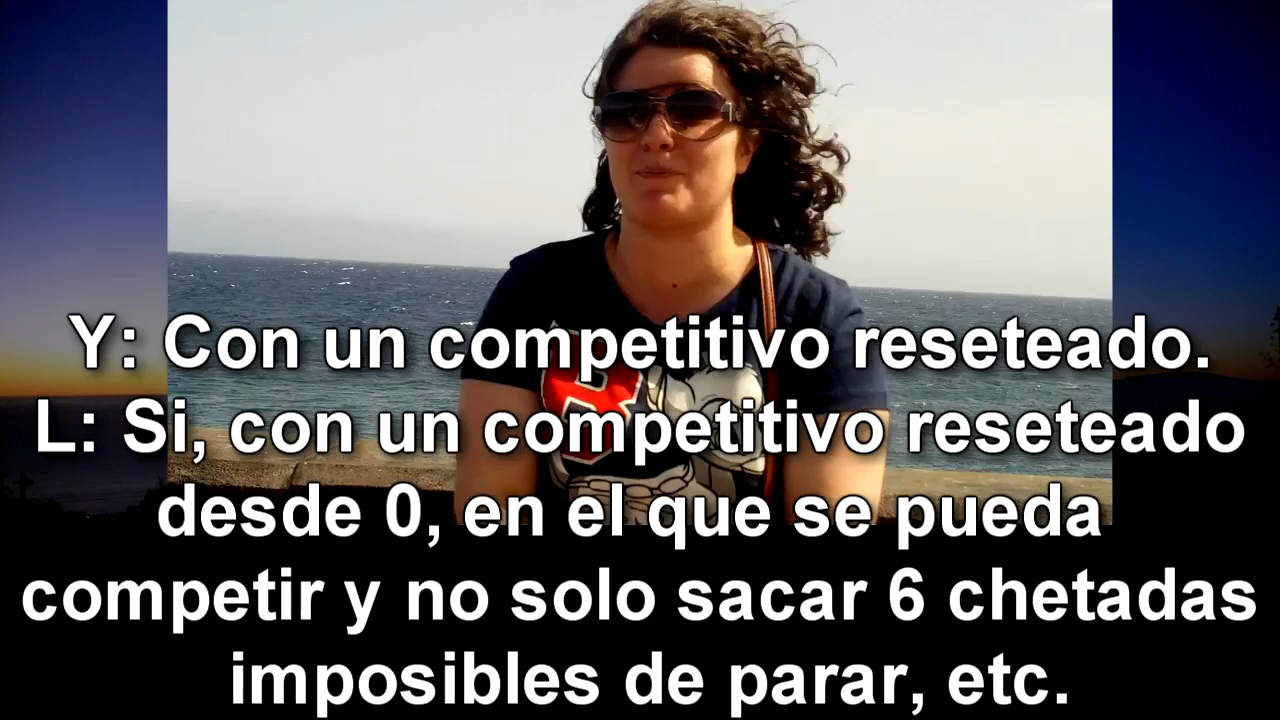 Y: Con un competitivo reseteado.
L: Si, con un competitivo reseteado
desde 0, en el que se pueda
competir y no solo sacar 6 chetadas
imposibles de parar, etc.